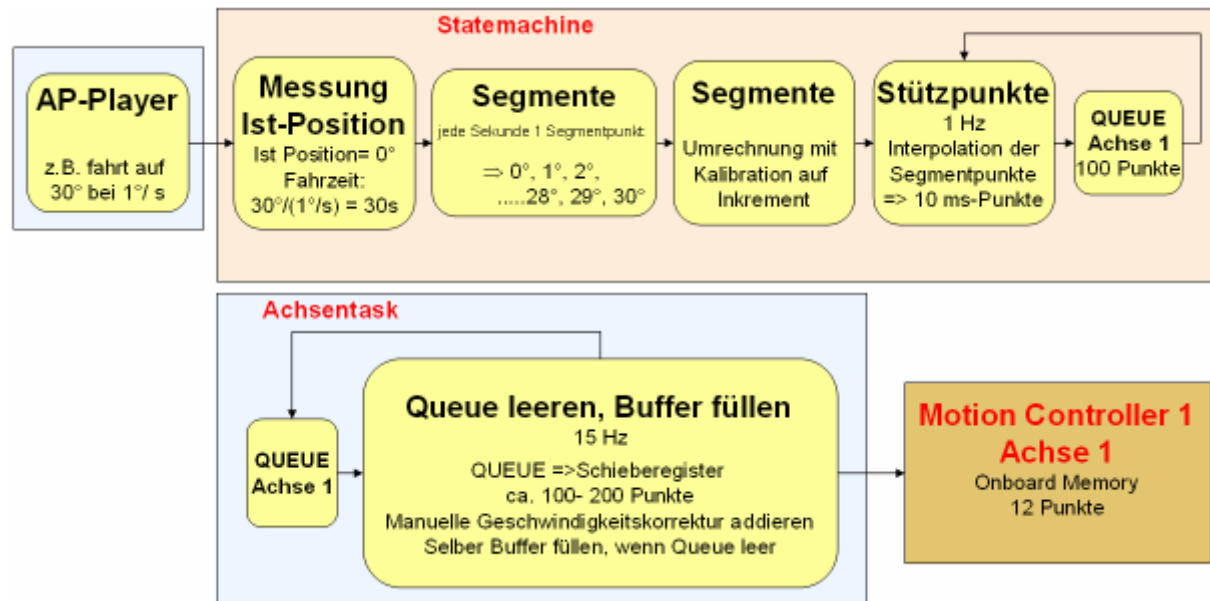 Statemachine
AP-Player
z.B. fahrt auf
30° bei 1°/ s
Messung
Ist-Position
Ist Position= 0°
Fahrzeit:
30°/(1°/s) = 30s
Segmente
jede Sekunde 1 Segmentpunkt:
⇒ 0°, 1°, 2°,
.....28°, 29°, 30°
Segmente
Umrechnung mit
Kalibration auf
Inkrement
Stützpunkte
1 Hz
Interpolation der
Segmentpunkte
=> 10 ms-Punkte
QUEUE
Achse 1
100 Punkte
Achsentask
QUEUE
Achse 1
Queue leeren, Buffer füllen
15 Hz
QUEUE =>Schieberegister
ca. 100- 200 Punkte
Manuelle Geschwindigkeitskorrektur addieren
Selber Buffer füllen, wenn Queue leer
Motion Controller 1
Achse 1
Onboard Memory
12 Punkte